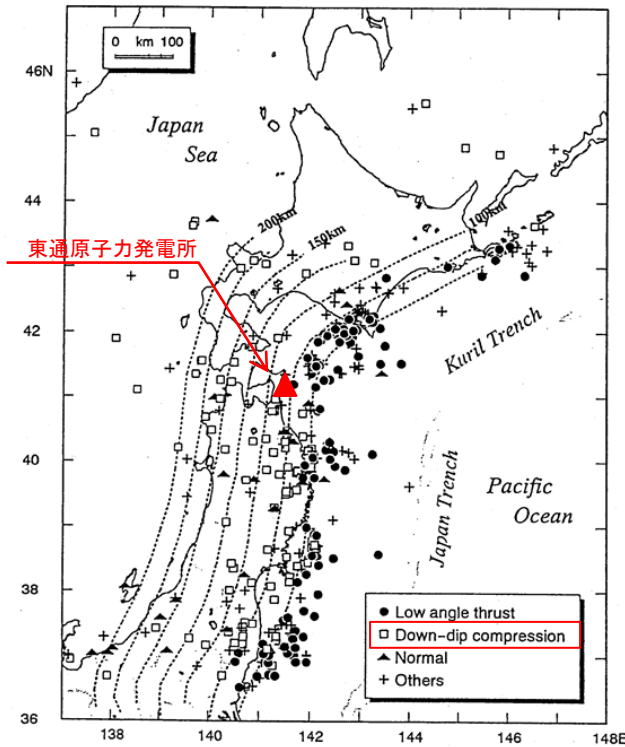 46N
44
42
40
38
36
0 km 100
Japan
Sea
200km
150km
100km
東通原子力発電所
Kuril Trench
Japan Trench
Pacific
Ocean
Low angle thrust
Down-dip compression
Normal
Others
138 140 142 144 146 148E